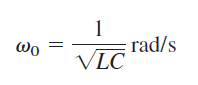 ω₀ = 1/√LC rad/s